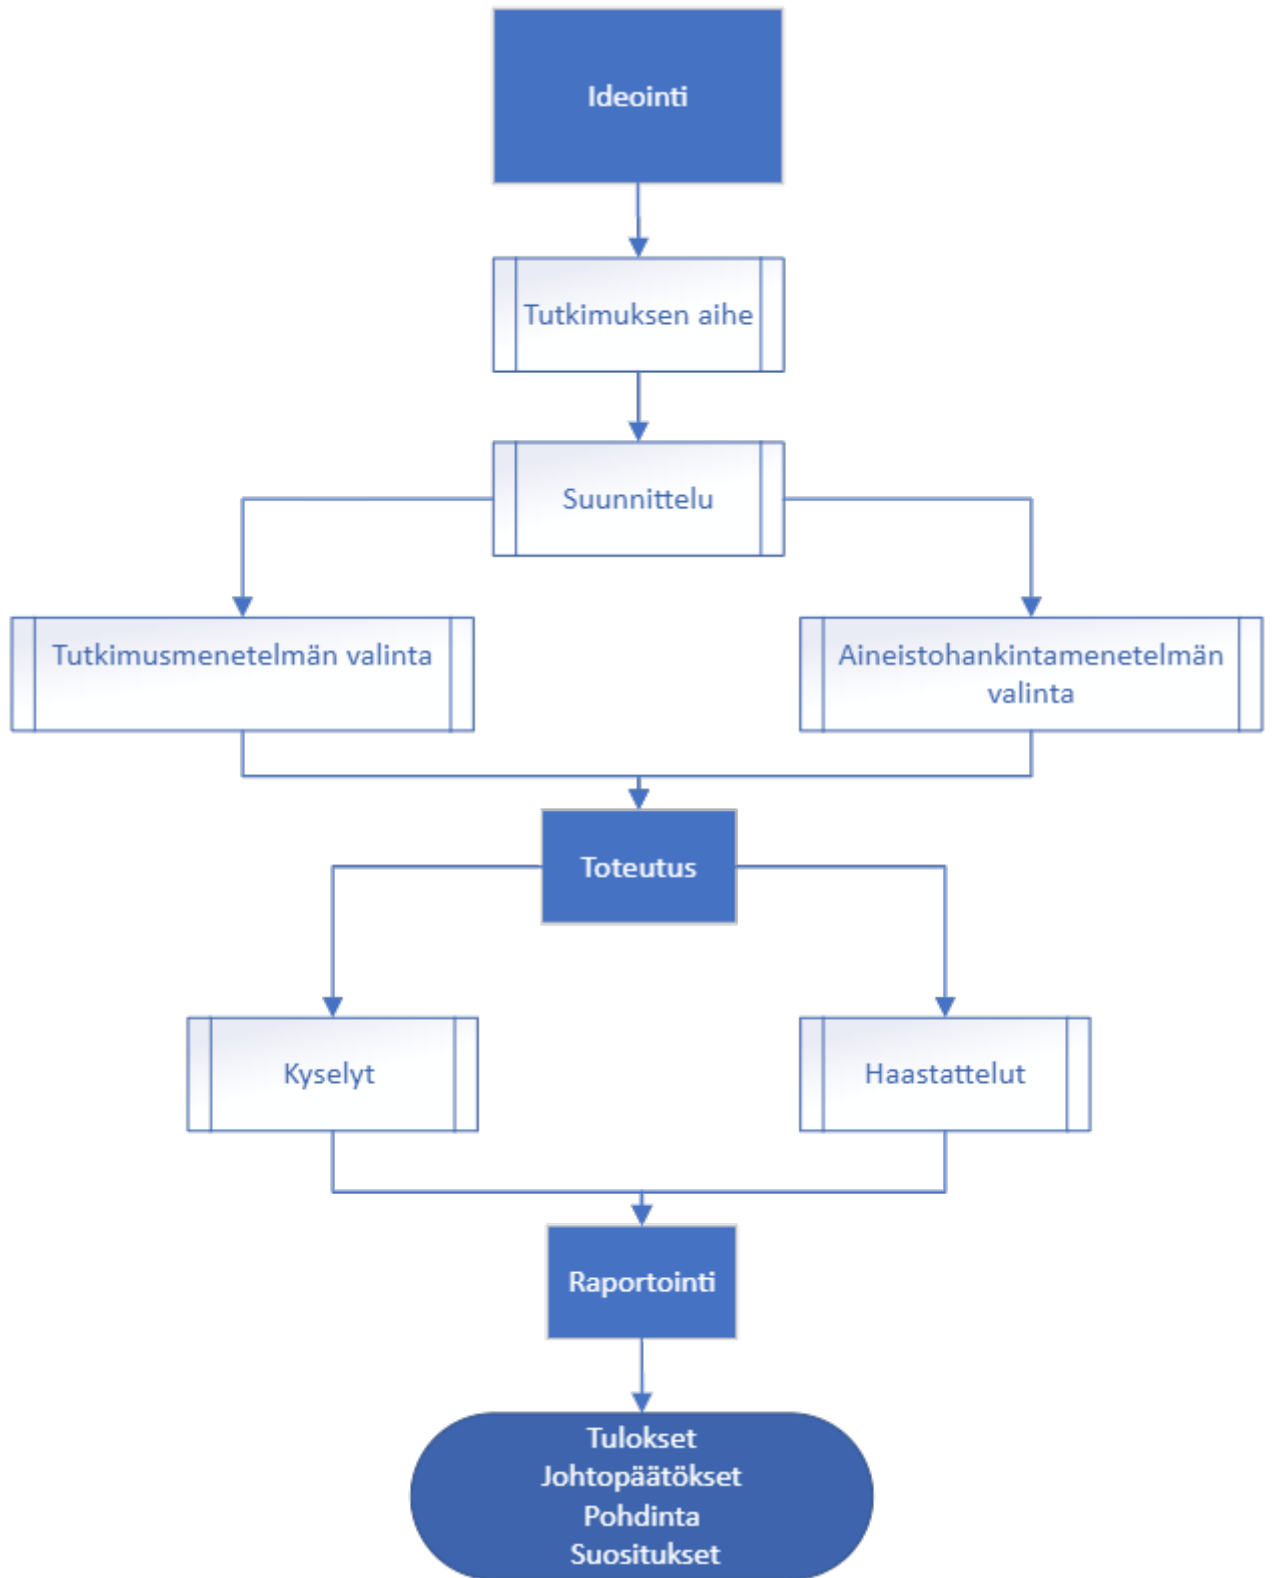 Ideointi
Tutkimuksen aihe
Suunnittelu
Tutkimusmenetelmän valinta
Aineistohankintamenetelmän
valinta
Toteutus
Kyselyt
Haastattelut
Raportointi
Tulokset
Johtopäätökset
Pohdinta
Suositukset